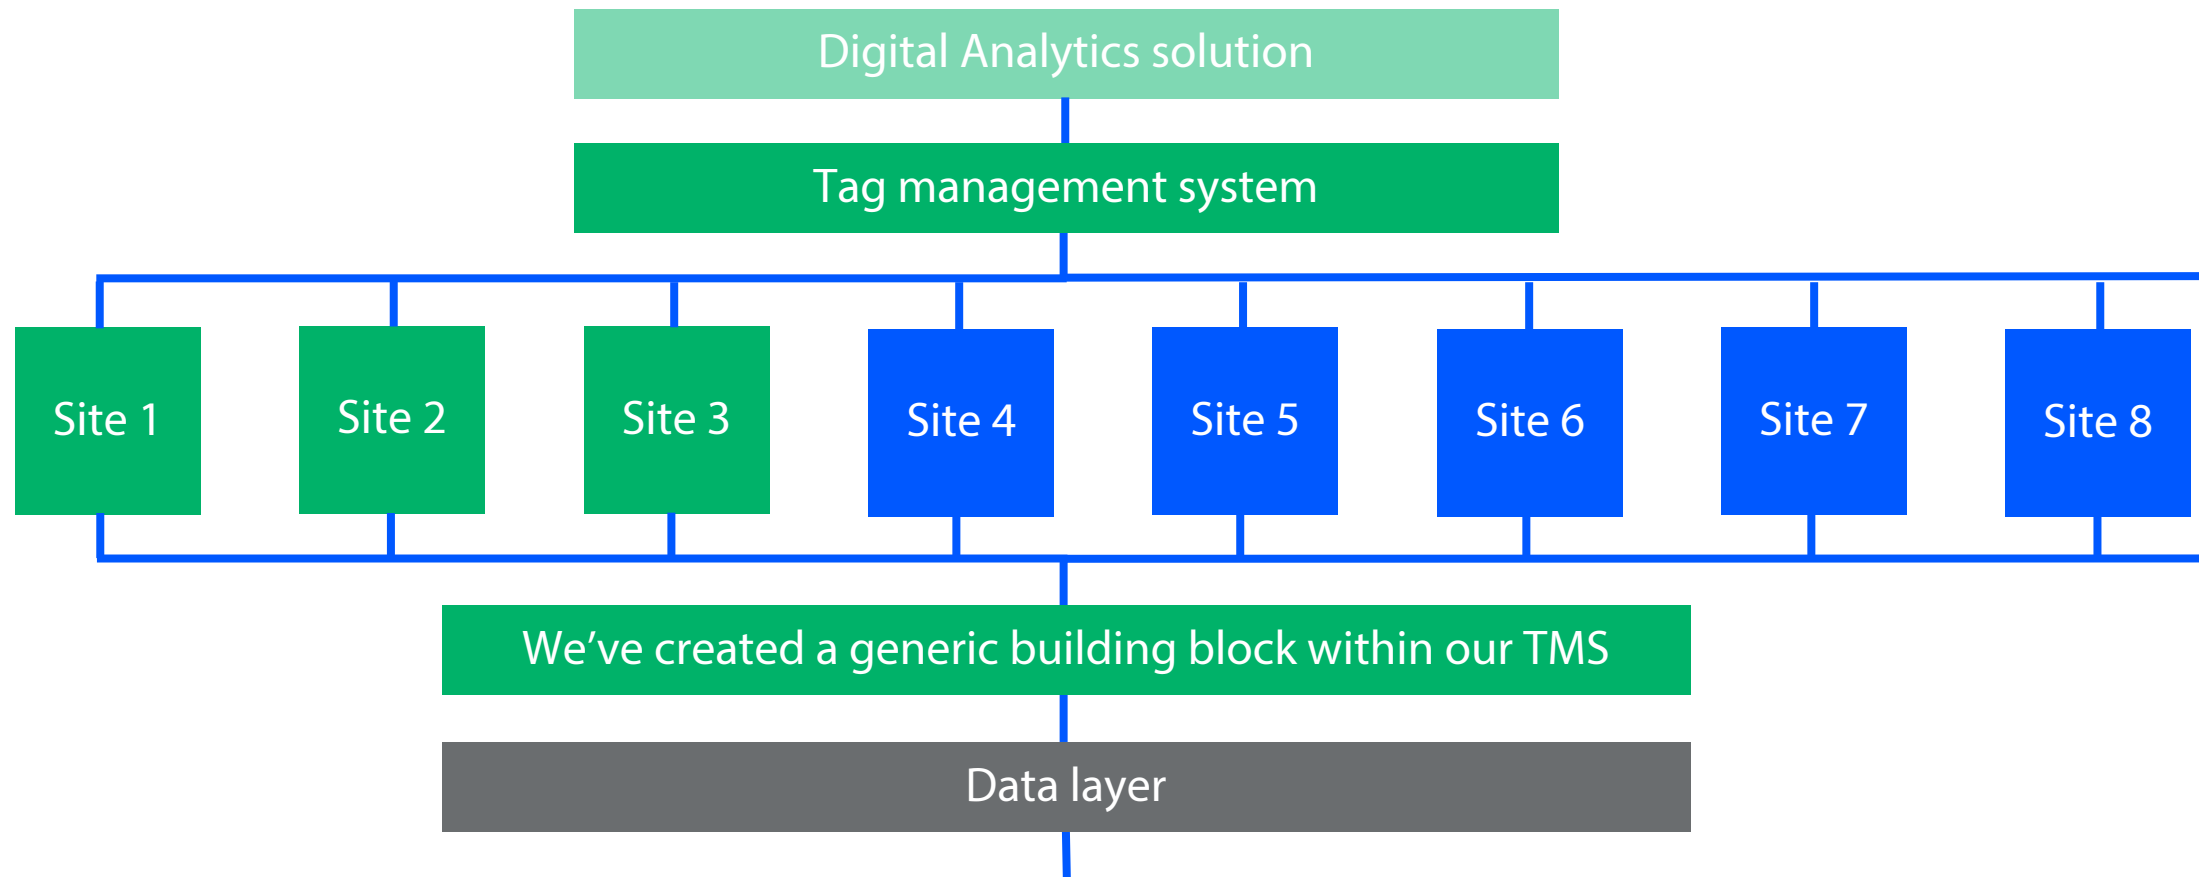 Digital Analytics solution
Tag management system
Site 1
Site 2
Site 3
Site 4
Site 5
Site 6
Site 7
Site 8
We’ve created a generic building block within our TMS
Data layer